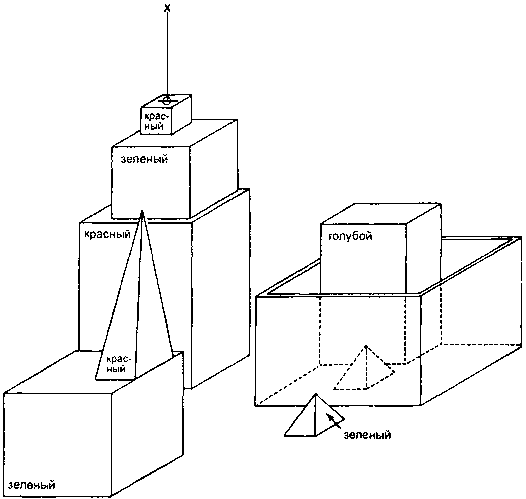 x
крас-
ный
зеленый
красный
голубой
крас-
ный
зеленый
зеленый